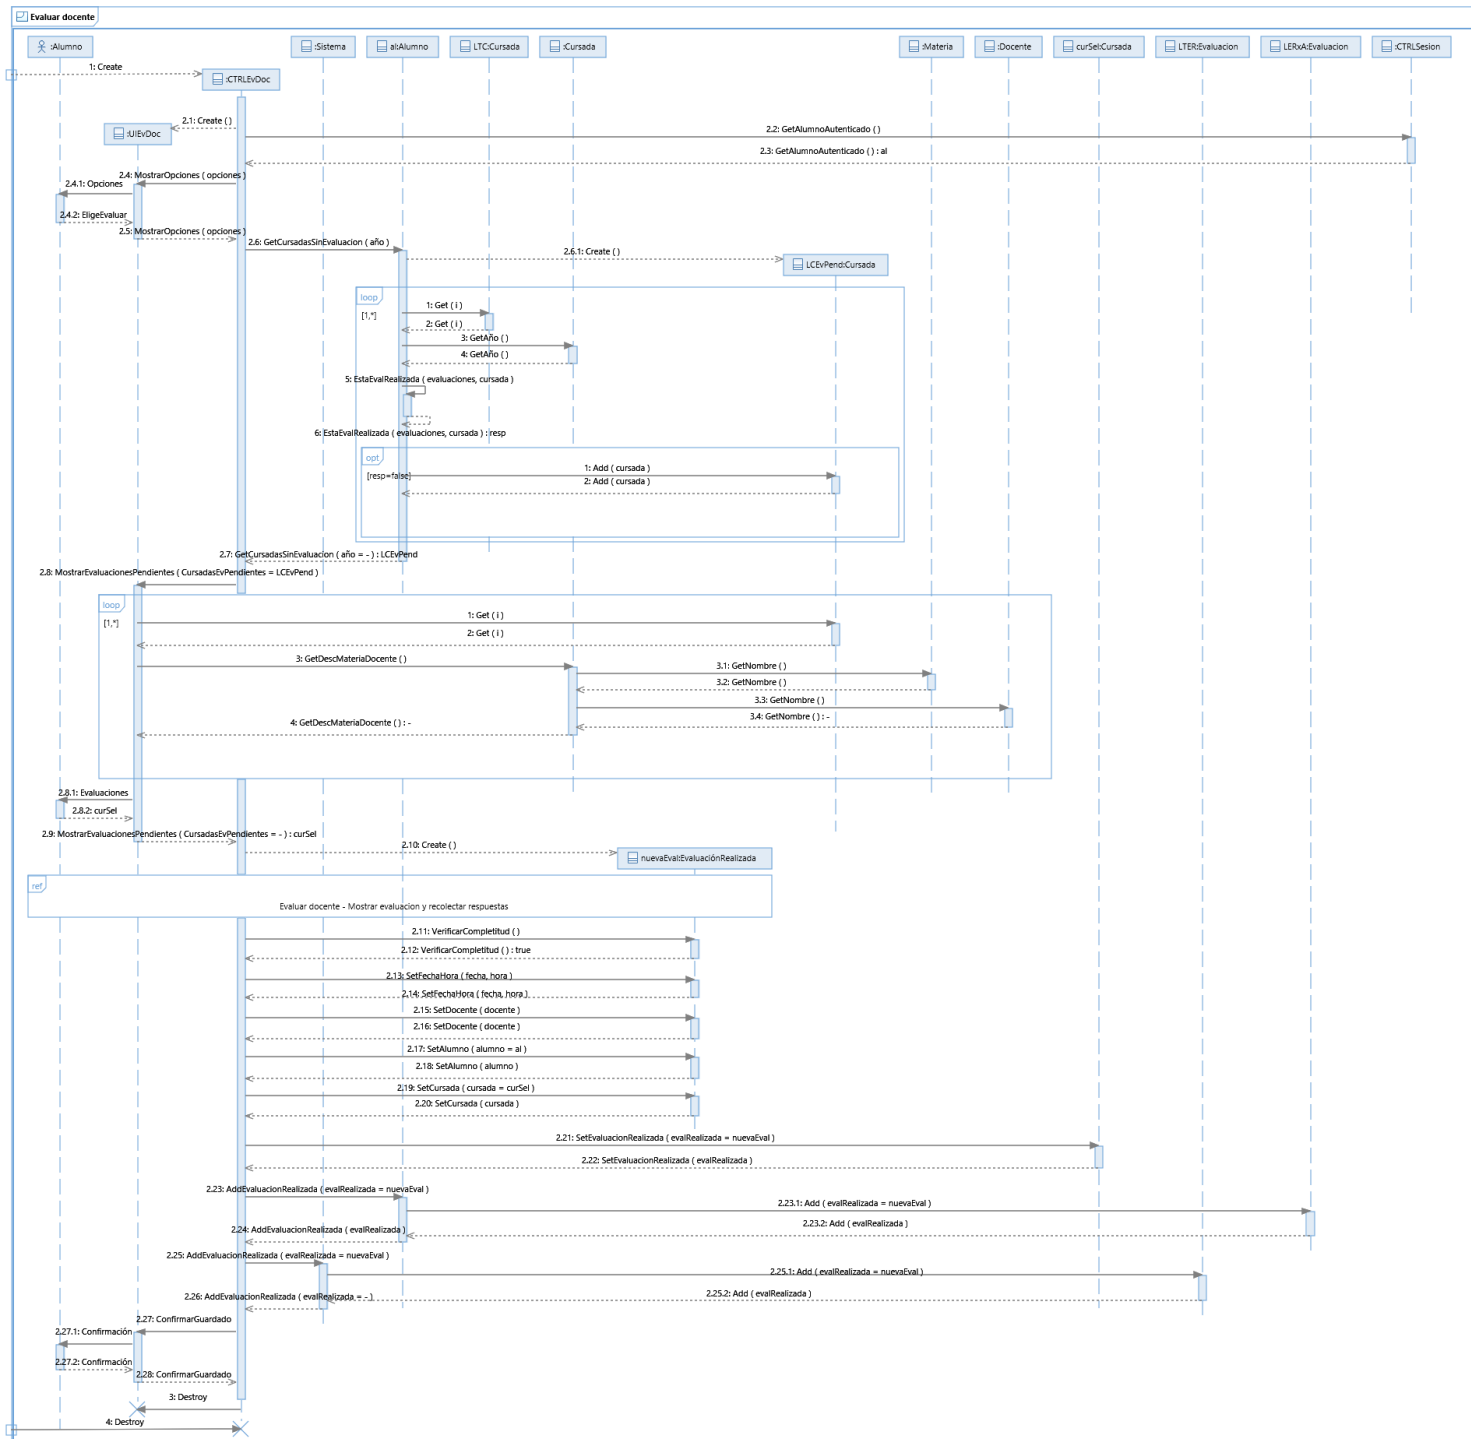 Evaluar docente
:Alumno
:Sistema
al:Alumno
LTC:Cursada
:Cursada
:Materia
:Docente
curSel:Cursada
LTER:Evaluacion
LERxA:Evaluacion
:CTRLSesion
1: Create
:CTRLEvDoc
2.1: Create ( )
:UIEvDoc
2.2: GetAlumnoAutenticado ( )
2.3: GetAlumnoAutenticado ( ) : al
2.4: MostrarOpciones ( opciones )
2.4.1: Opciones
2.4.2: EligeEvaluar
2.5: MostrarOpciones ( opciones )
2.6: GetCursadasSinEvaluacion ( año )
2.6.1: Create ( )
LCEvPend:Cursada
loop
[1,*]
1: Get ( i )
2: Get ( i )
3: GetAño ( )
4: GetAño ( )
5: EstaEvalRealizada ( evaluaciones, cursada )
6: EstaEvalRealizada ( evaluaciones, cursada ) : resp
opt
[resp=false]
1: Add ( cursada )
2: Add ( cursada )
2.7: GetCursadasSinEvaluacion ( año = - ) : LCEvPend
2.8: MostrarEvaluacionesPendientes ( CursadasEvPendientes = LCEvPend )
loop
[1,*]
1: Get ( i )
2: Get ( i )
3: GetDescMateriaDocente ( )
3.1: GetNombre ( )
3.2: GetNombre ( )
3.3: GetNombre ( )
3.4: GetNombre ( ) : -
4: GetDescMateriaDocente ( ) : -
2.8.1: Evaluaciones
2.8.2: curSel
2.9: MostrarEvaluacionesPendientes ( CursadasEvPendientes = - ) : curSel
2.10: Create ( )
nuevaEval:EvaluaciónRealizada
ref
Evaluar docente - Mostrar evaluacion y recolectar respuestas
2.11: VerificarCompletitud ( )
2.12: VerificarCompletitud ( ) : true
2.13: SetFechaHora ( fecha, hora )
2.14: SetFechaHora ( fecha, hora )
2.15: SetDocente ( docente )
2.16: SetDocente ( docente )
2.17: SetAlumno ( alumno = al )
2.18: SetAlumno ( alumno )
2.19: SetCursada ( cursada = curSel )
2.20: SetCursada ( cursada )
2.21: SetEvaluacionRealizada ( evalRealizada = nuevaEval )
2.22: SetEvaluacionRealizada ( evalRealizada )
2.23: AddEvaluacionRealizada ( evalRealizada = nuevaEval )
2.23.1: Add ( evalRealizada = nuevaEval )
2.23.2: Add ( evalRealizada )
2.24: AddEvaluacionRealizada ( evalRealizada )
2.25: AddEvaluacionRealizada ( evalRealizada = nuevaEval )
2.25.1: Add ( evalRealizada = nuevaEval )
2.25.2: Add ( evalRealizada )
2.26: AddEvaluacionRealizada ( evalRealizada = - )
2.27: ConfirmarGuardado
2.27.1: Confirmación
2.27.2: Confirmación
2.28: ConfirmarGuardado
3: Destroy
4: Destroy